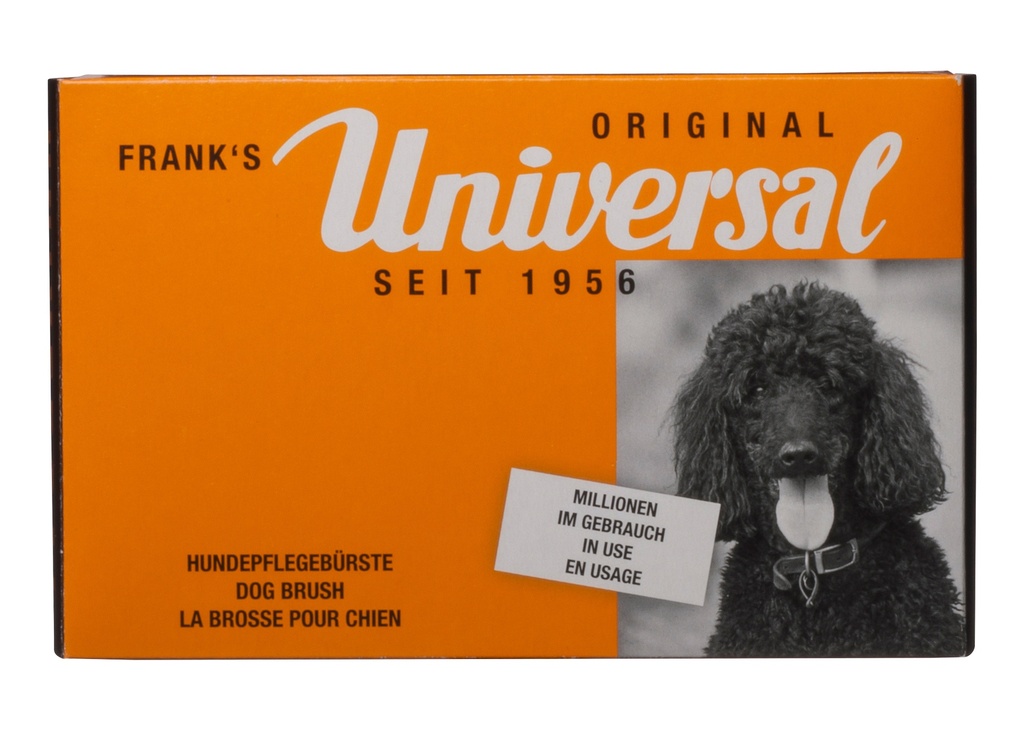 ORIGINAL
FRANK‘S Universal
SEIT 1956
MILLIONEN
IM GEBRAUCH
IN USE
EN USAGE
HUNDEPFLEGEBÜRSTE
DOG BRUSH
LA BROSSE POUR CHIEN